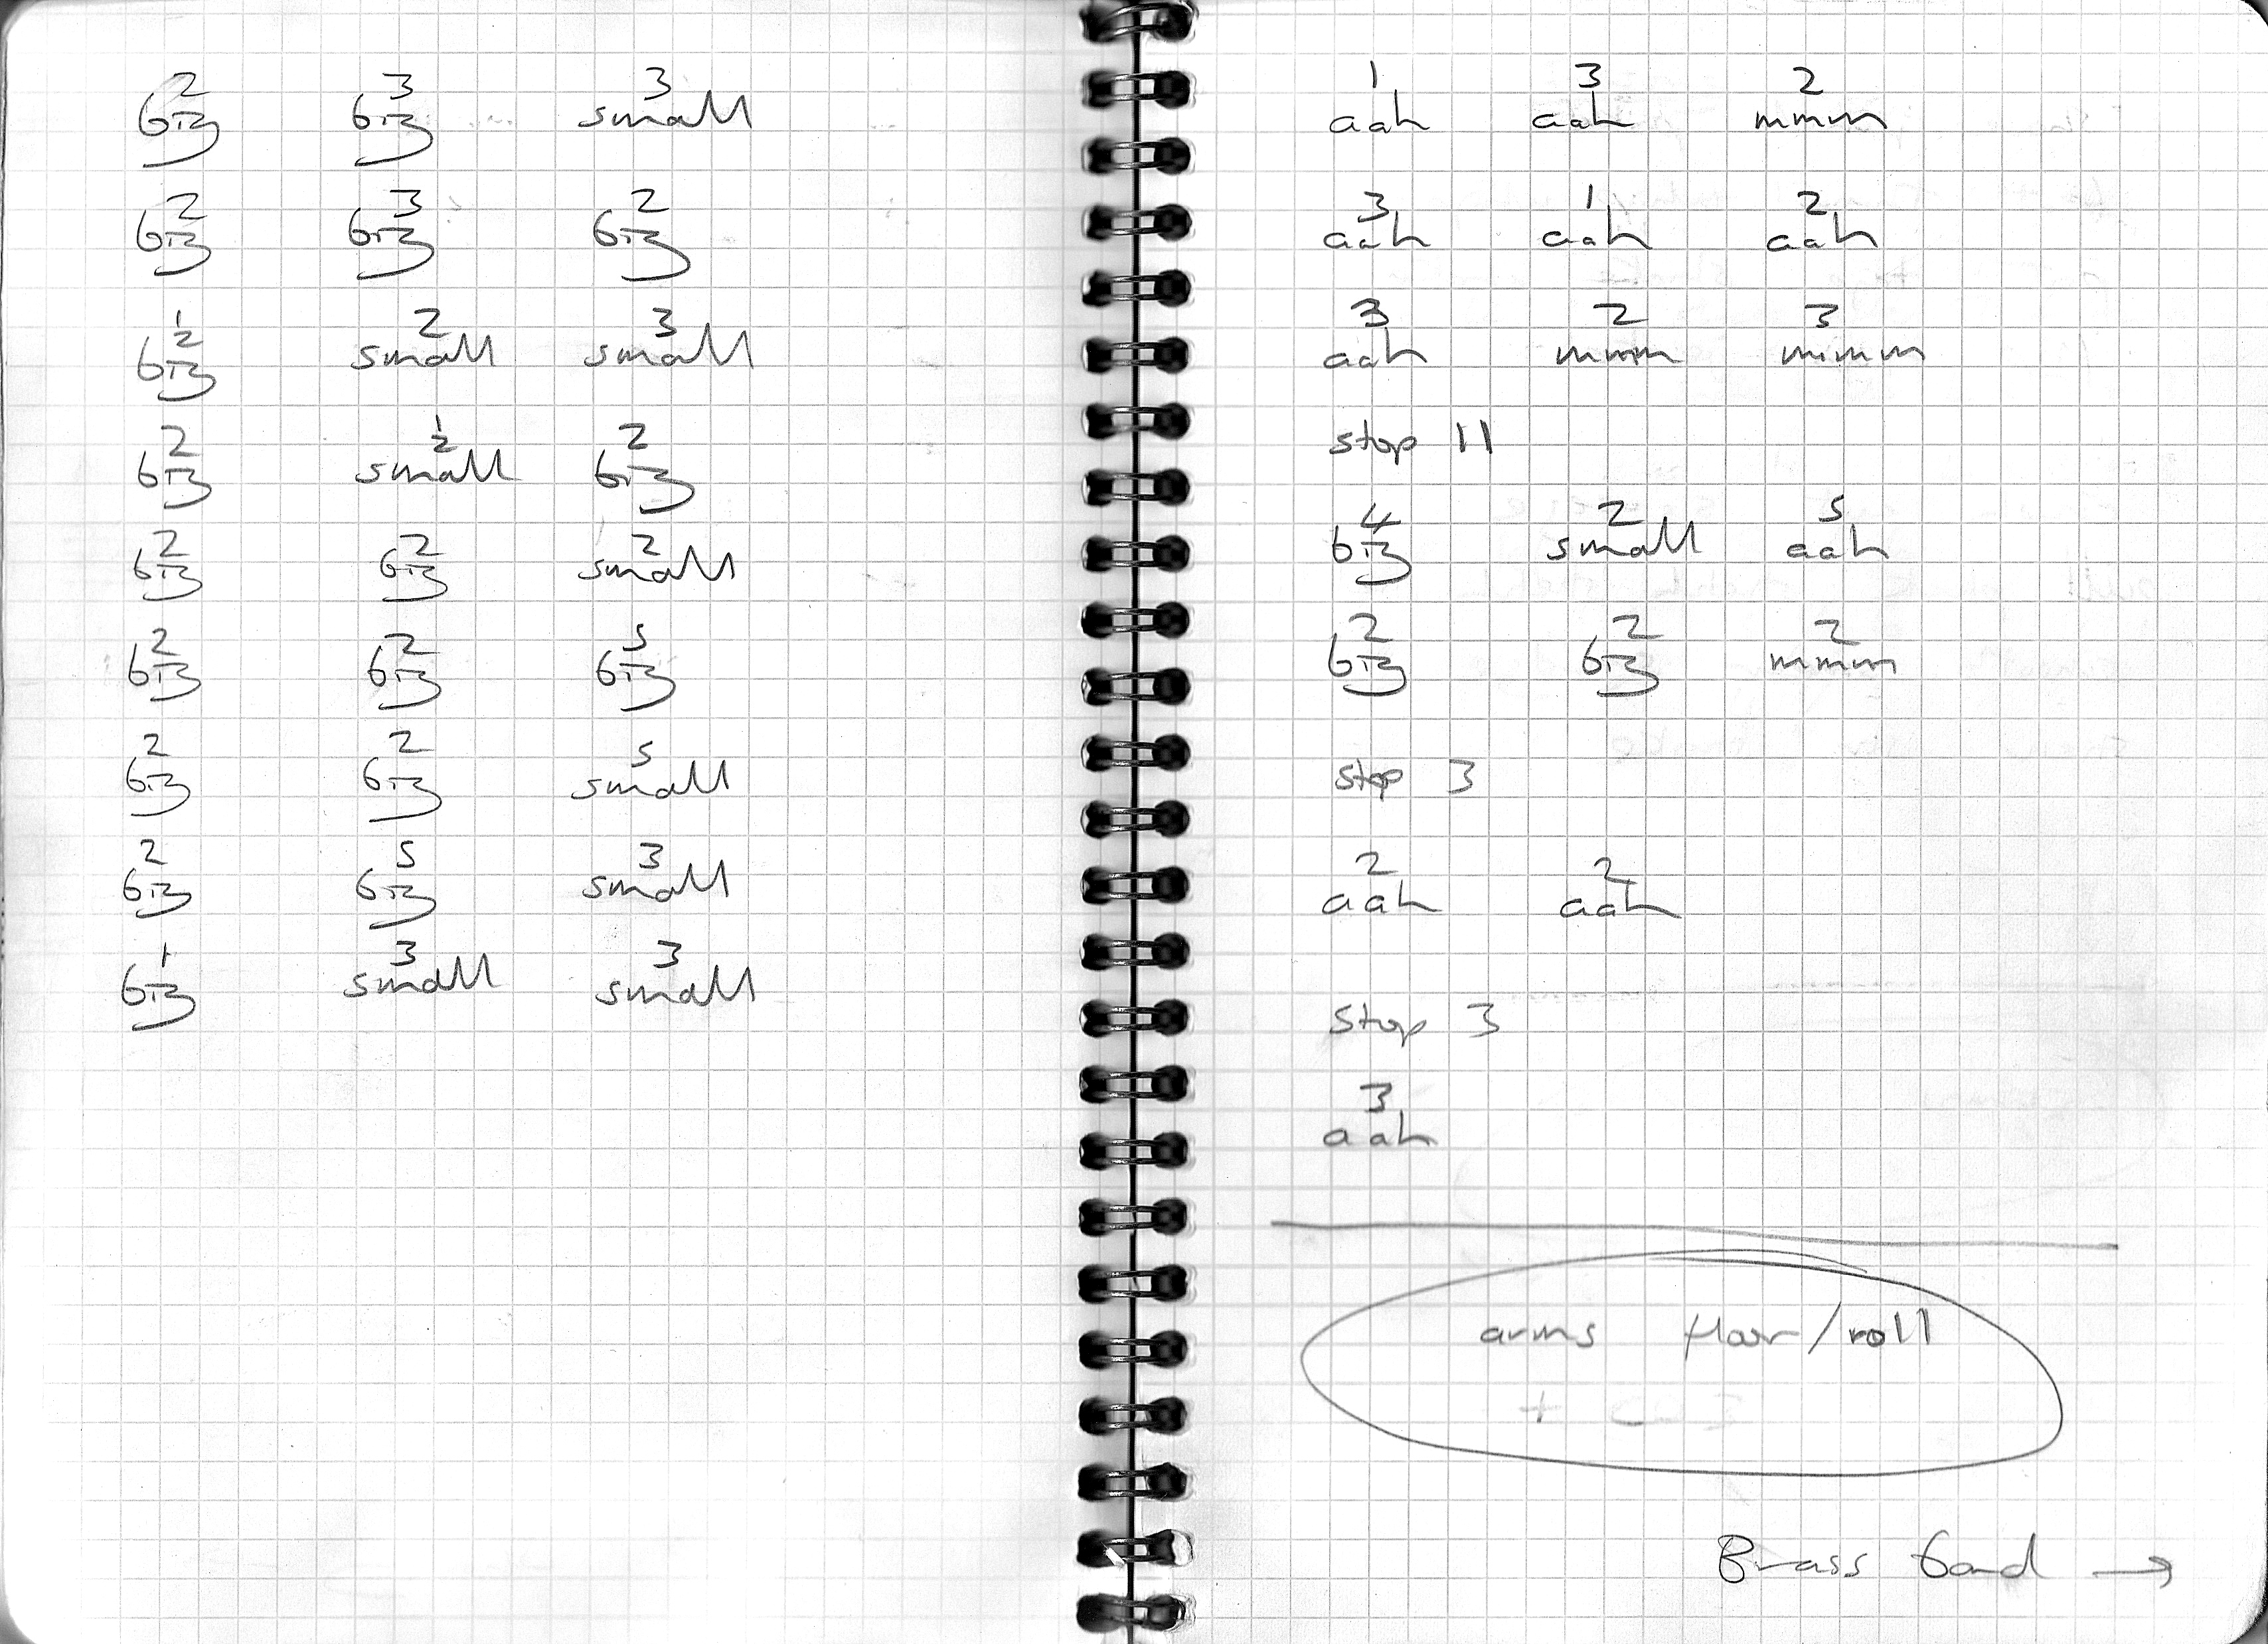 2 3 3
big big small
2 3 2
big big big
1/2 2 3
big small small
2 1/2 2
big small big
2 2 2
big big small
2 2 5
big big big
2 2 5
big big small
2 5 3
big big small
1 3 3
big small small
1 3 2
aah aah mmm
3 1 2
aah aah aah
3 2 3
aah mmm mmm
stop 11
4 2 5
big small aah
2 2 2
big big mmm
stop 3
2 2
aah aah
stop 3
3
aah
arms floor/roll
+
Brass band →